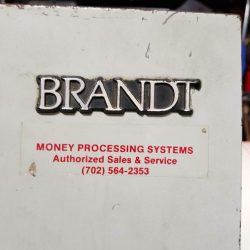 BRANDT
MONEY PROCESSING SYSTEMS
Authorized Sales & Service
(702) 564-2353